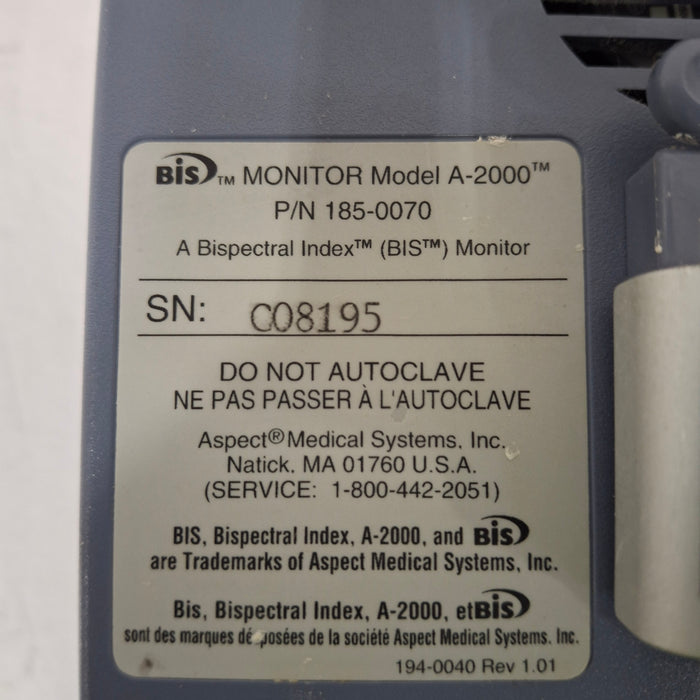 BIS™ MONITOR Model A-2000™
P/N 185-0070
A Bispectral Index™ (BIS™) Monitor
SN: C08195
DO NOT AUTOCLAVE
NE PAS PASSER À L'AUTOCLAVE
Aspect® Medical Systems, Inc.
Natick, MA 01760 U.S.A.
(SERVICE: 1-800-442-2051)
BIS, Bispectral Index, A-2000, and BIS
are Trademarks of Aspect Medical Systems, Inc.
Bis, Bispectral Index, A-2000, et BIS
sont des marques déposées de la société Aspect Medical Systems. Inc.
194-0040 Rev 1.01